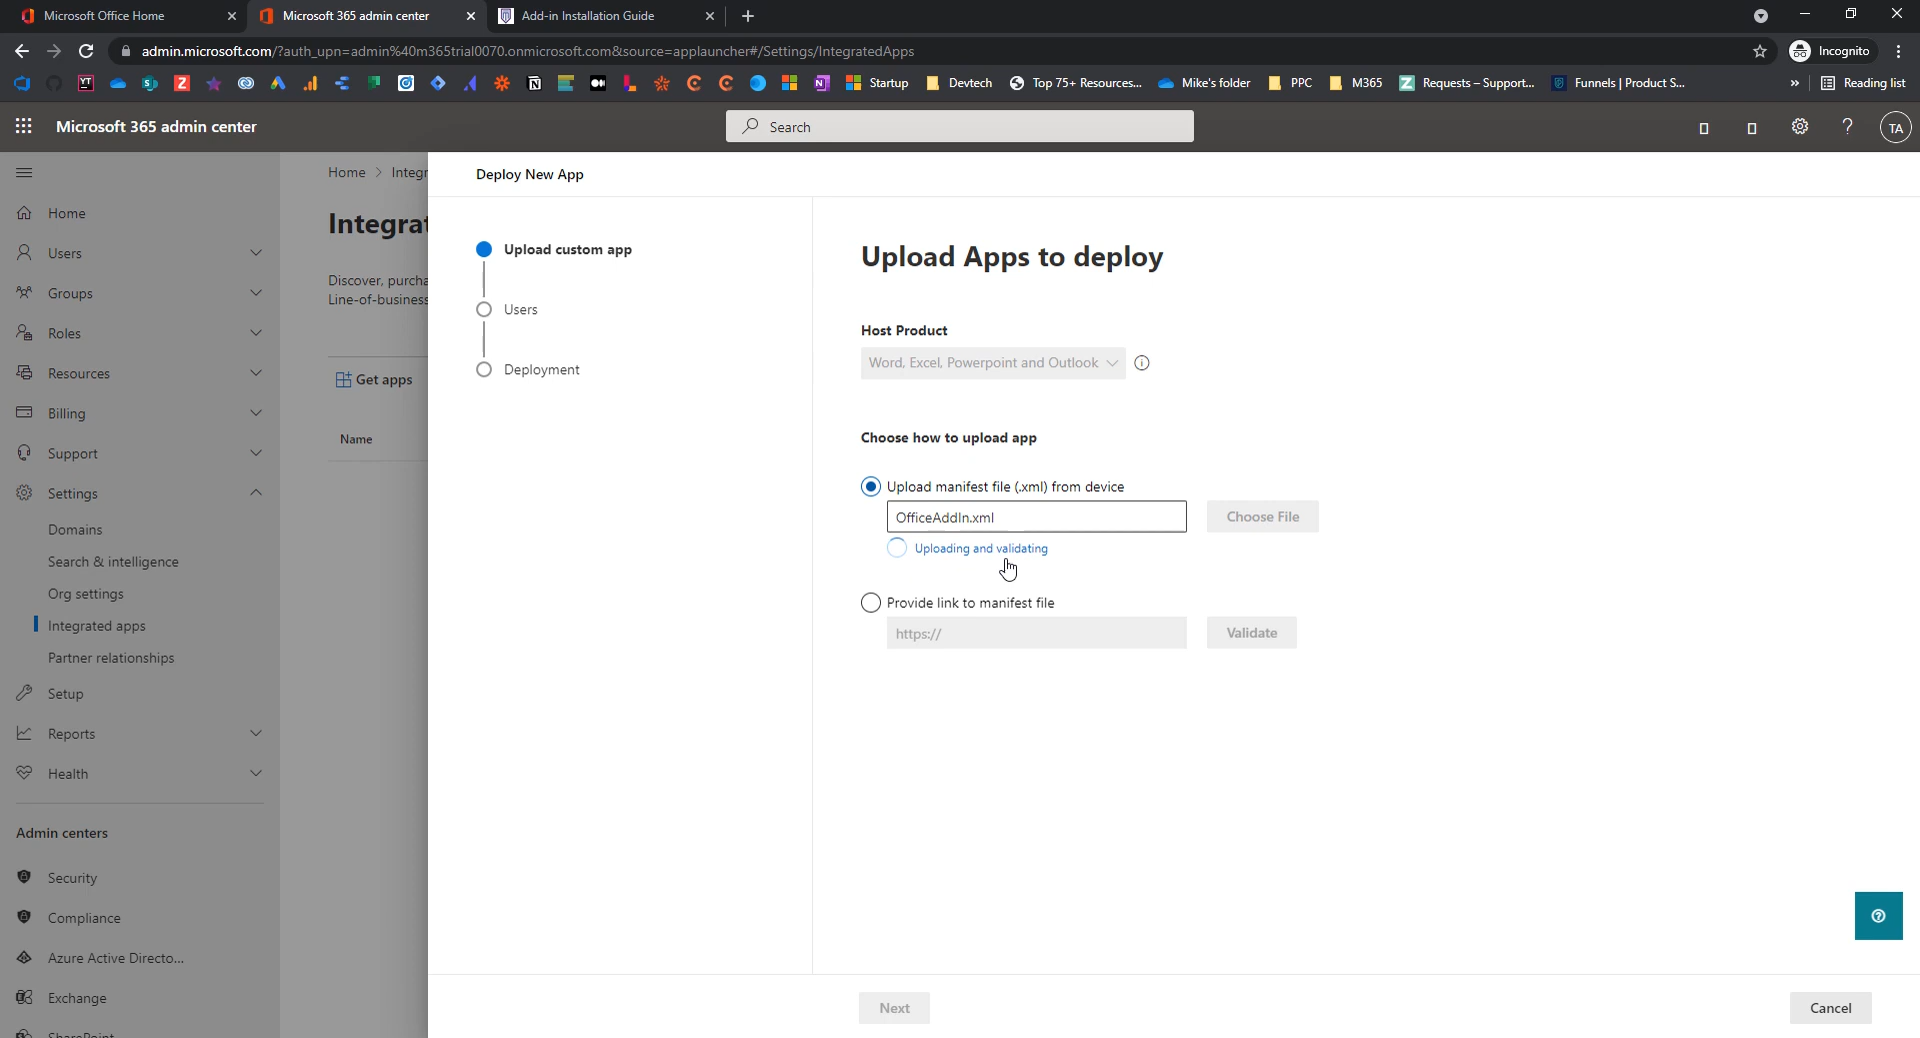 Microsoft Office Home
Microsoft 365 admin center
Add-in Installation Guide
admin.microsoft.com/?auth_upn=admin%40m365trial0070.onmicrosoft.com&source=applauncher#/Settings/IntegratedApps
Incognito
Startup
Devtech
Top 75+ Resources...
Mike's folder
PPC
M365
Requests – Support...
Funnels | Product S...
»
Reading list
Microsoft 365 admin center
Search
?
TA
Home
Users
Groups
Roles
Resources
Billing
Support
Settings
Domains
Search & intelligence
Org settings
Integrated apps
Partner relationships
Setup
Reports
Health
Admin centers
Security
Compliance
Azure Active Directo...
Exchange
SharePoint
Home > Integr
Integrat
Discover, purcha
Line-of-business
Get apps
Name
Deploy New App
Upload custom app
Users
Deployment
Upload Apps to deploy
Host Product
Word, Excel, Powerpoint and Outlook
Choose how to upload app
Upload manifest file (.xml) from device
OfficeAddIn.xml
Choose File
Uploading and validating
Provide link to manifest file
https://
Validate
Next
Cancel